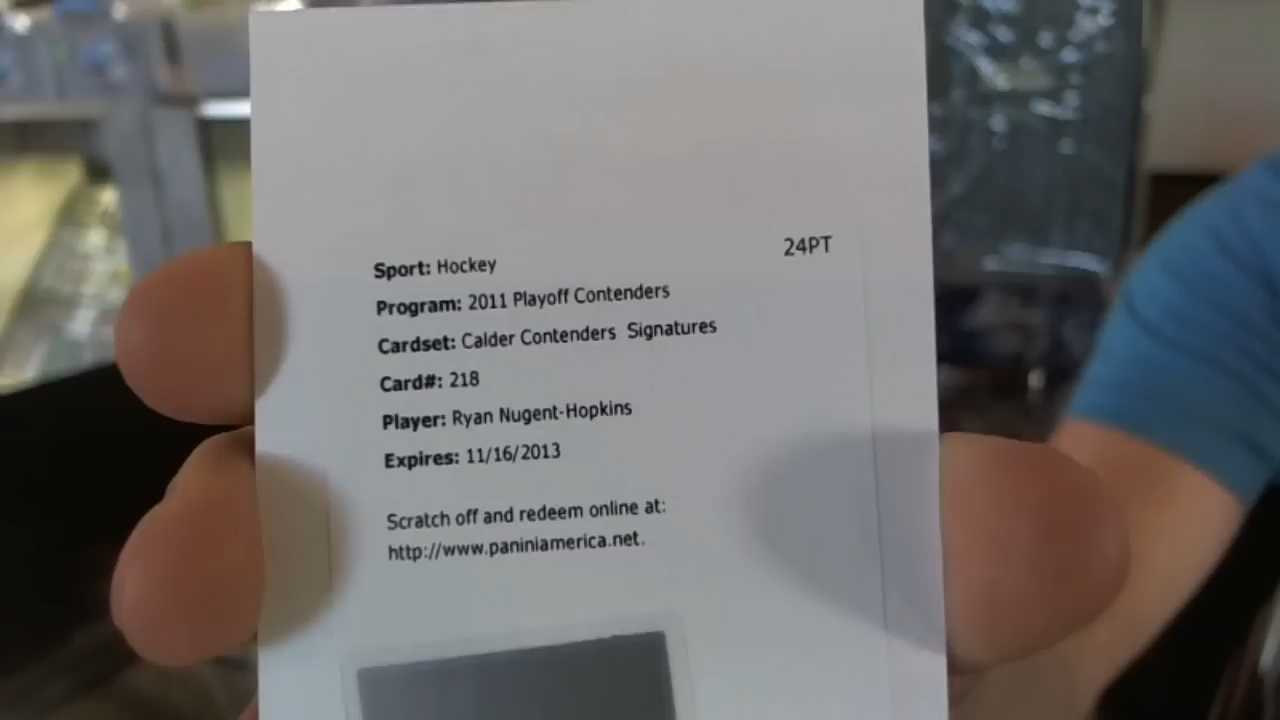 24PT
Sport: Hockey
Program: 2011 Playoff Contenders
Cardset: Calder Contenders  Signatures
Card#: 218
Player: Ryan Nugent-Hopkins
Expires: 11/16/2013
Scratch off and redeem online at:
http://www.paniniamerica.net.